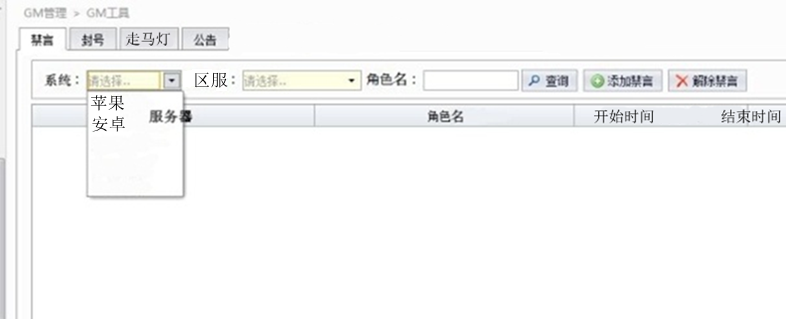 GM管理 > GM工具
禁言 封号 走马灯 公告
系统： 请选择.. 区服： 请选择.. 角色名： 查询 添加禁言 解除禁言
苹果
安卓
服务器 角色名 开始时间 结束时间